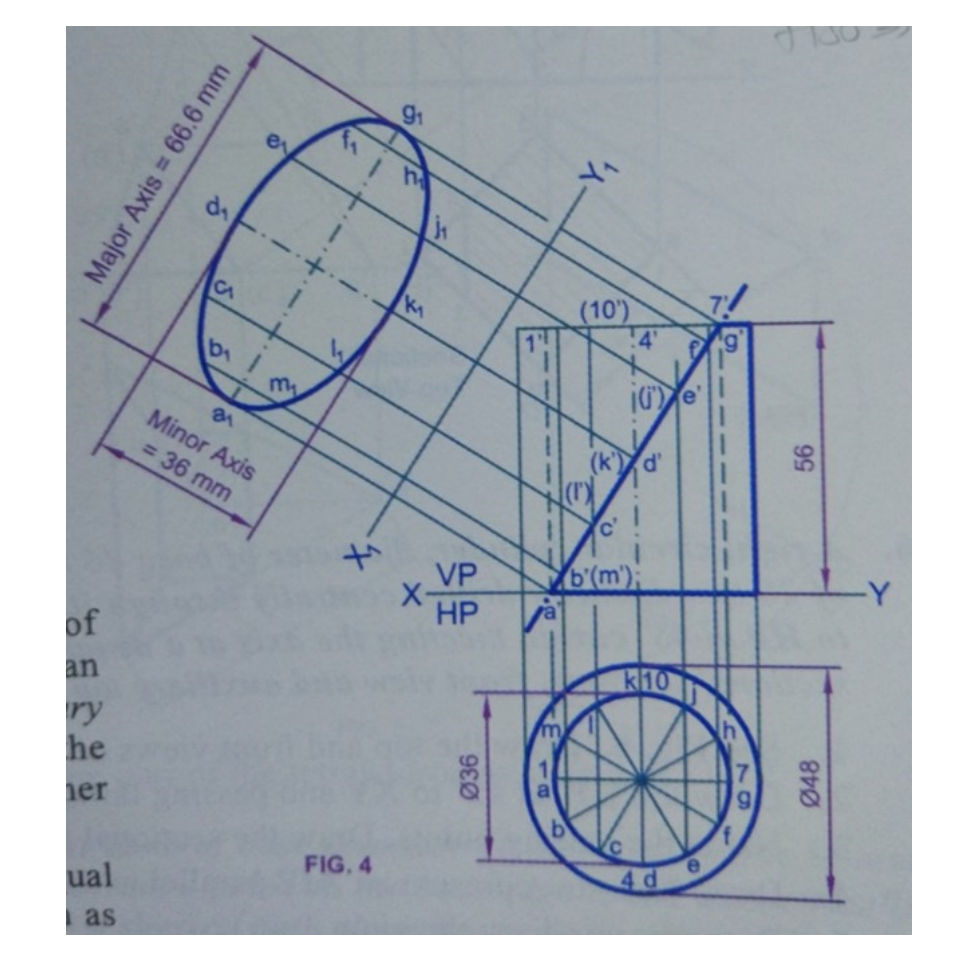 Major Axis = 66.6 mm
g₁
f₁
e₁
h₁
d₁
j₁
c₁
k₁
b₁
l₁
m₁
a₁
Minor Axis
= 36 mm
Y₁
X₁
7'
(10')
1'
4'
f'
g'
(j')
e'
(k')
d'
(l')
c'
b'(m')
a'
56
X
VP
HP
Y
k 10
j
m
l
h
1
a
7
g
b
f
c
e
4 d
Ø36
Ø48
FIG. 4
of
an
ry
he
her
ual
as